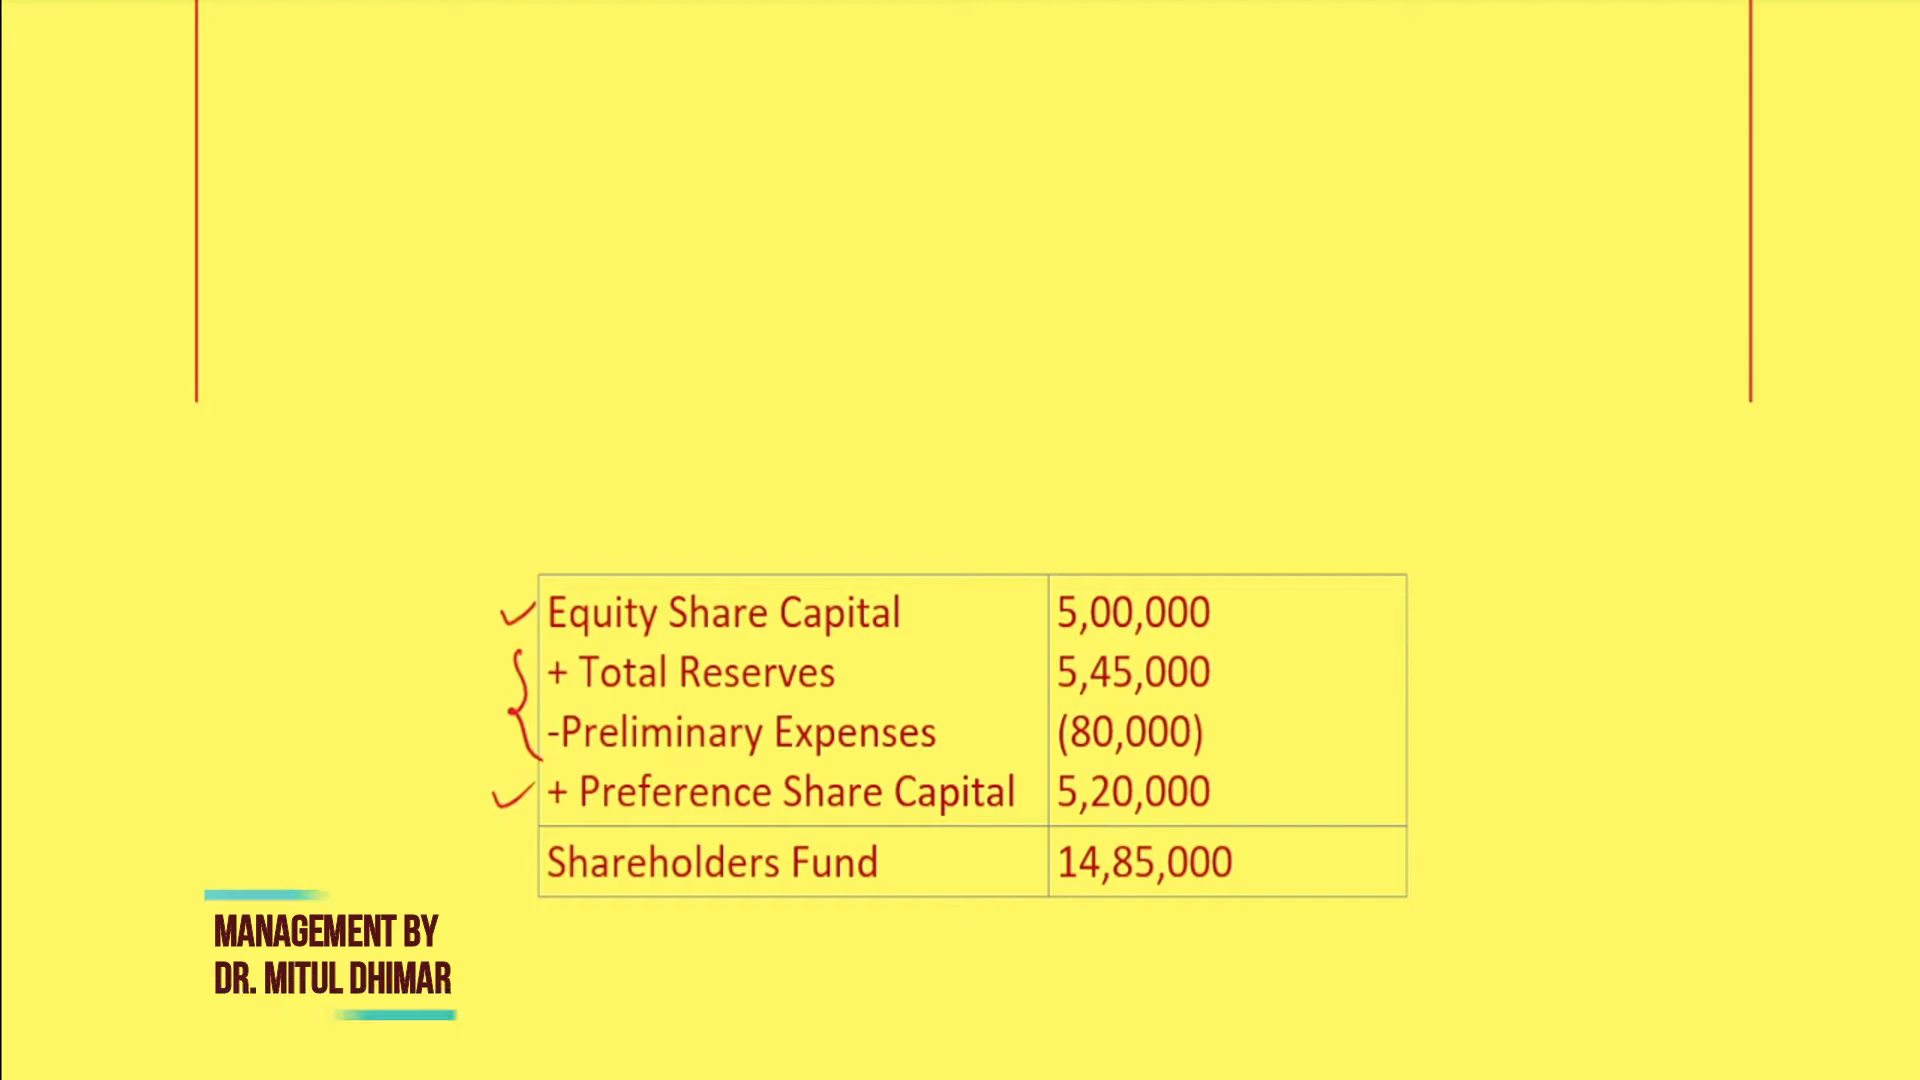 Equity Share Capital 5,00,000
+ Total Reserves 5,45,000
-Preliminary Expenses (80,000)
+ Preference Share Capital 5,20,000
Shareholders Fund 14,85,000
MANAGEMENT BY
DR. MITUL DHIMAR